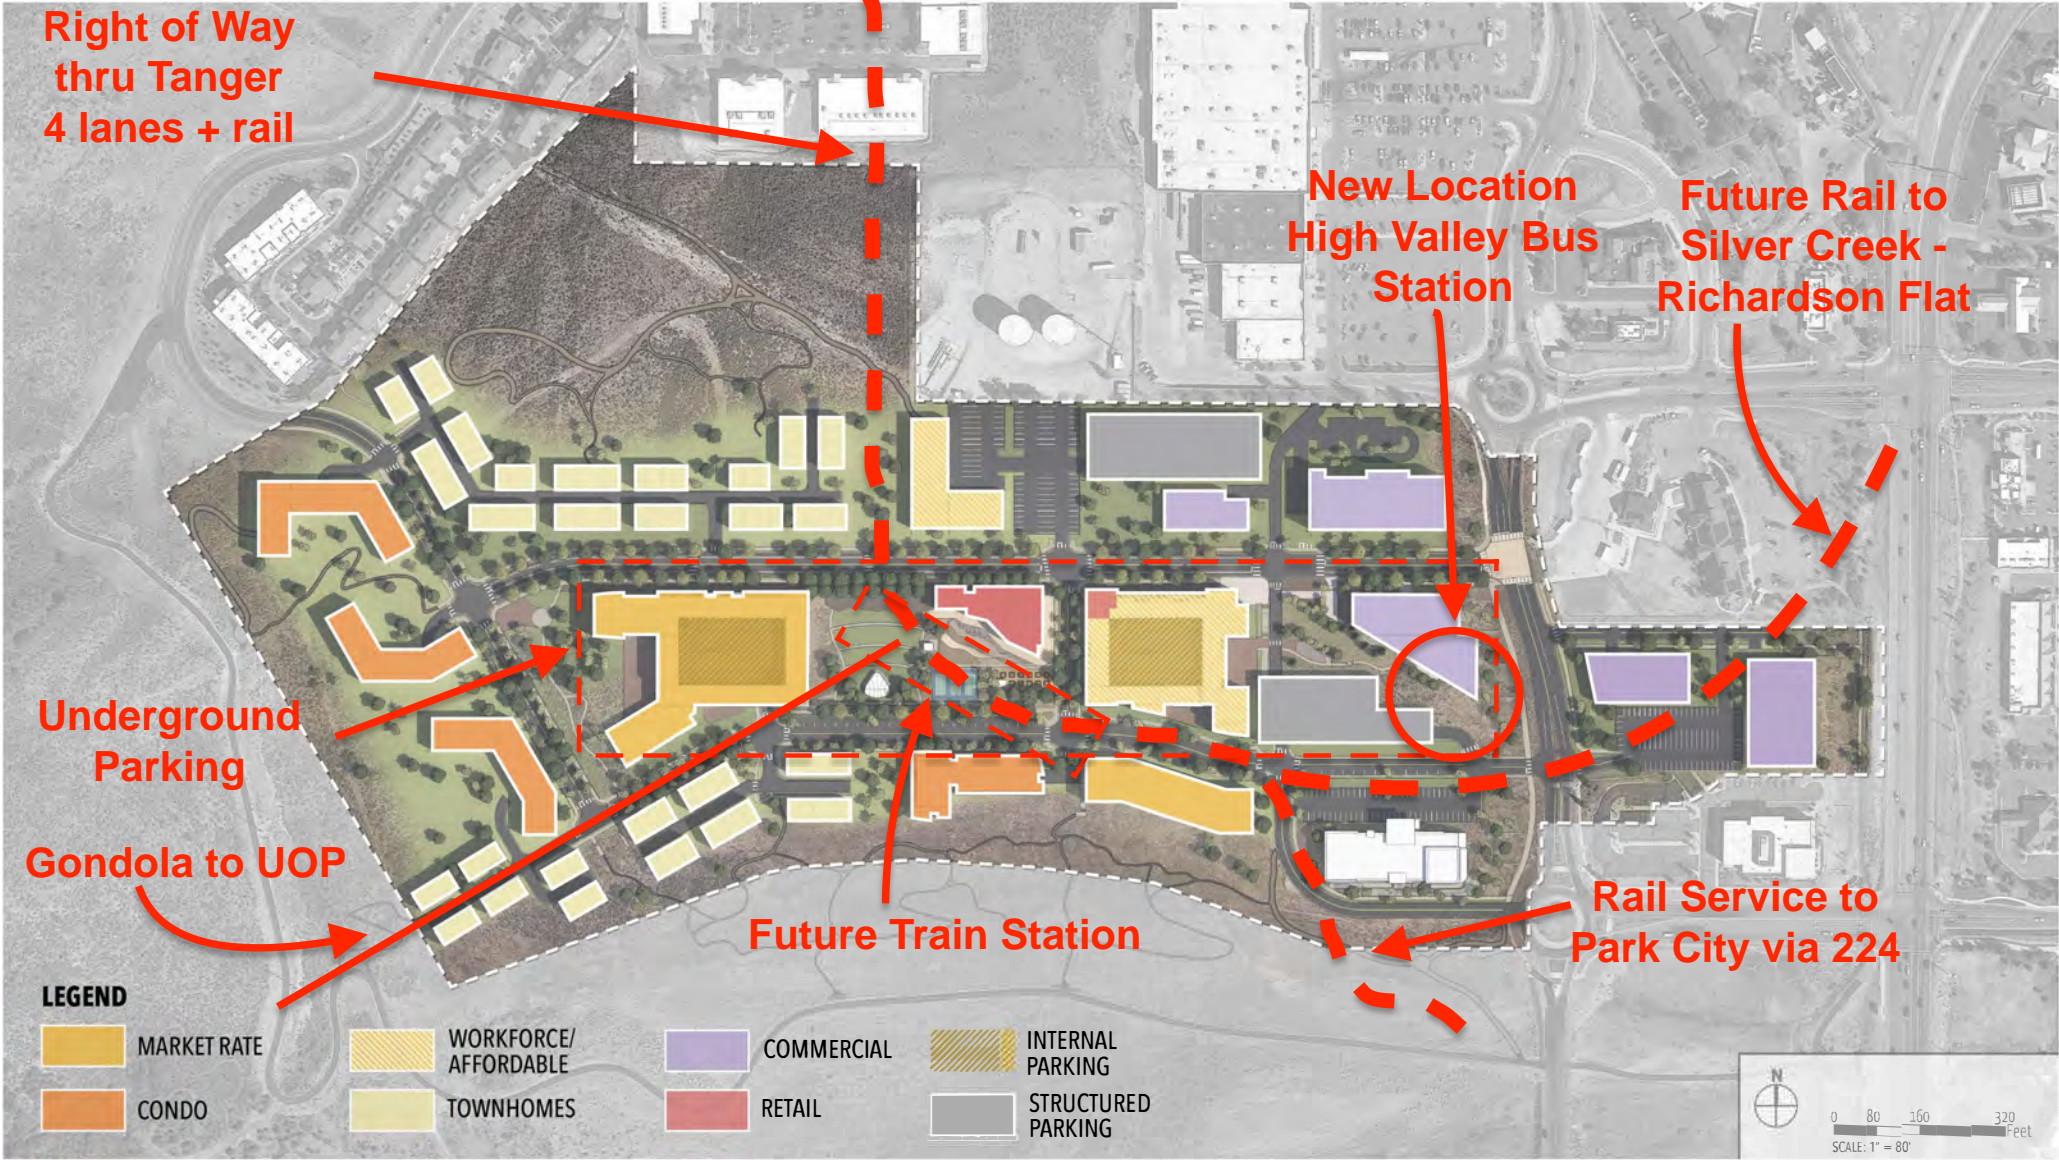 Right of Way
thru Tanger
4 lanes + rail
New Location
High Valley Bus
Station
Future Rail to
Silver Creek -
Richardson Flat
Underground
Parking
Gondola to UOP
Future Train Station
Rail Service to
Park City via 224
LEGEND
MARKET RATE
CONDO
WORKFORCE/
AFFORDABLE
TOWNHOMES
COMMERCIAL
RETAIL
INTERNAL
PARKING
STRUCTURED
PARKING
N
0 80 160 320
Feet
SCALE: 1" = 80'